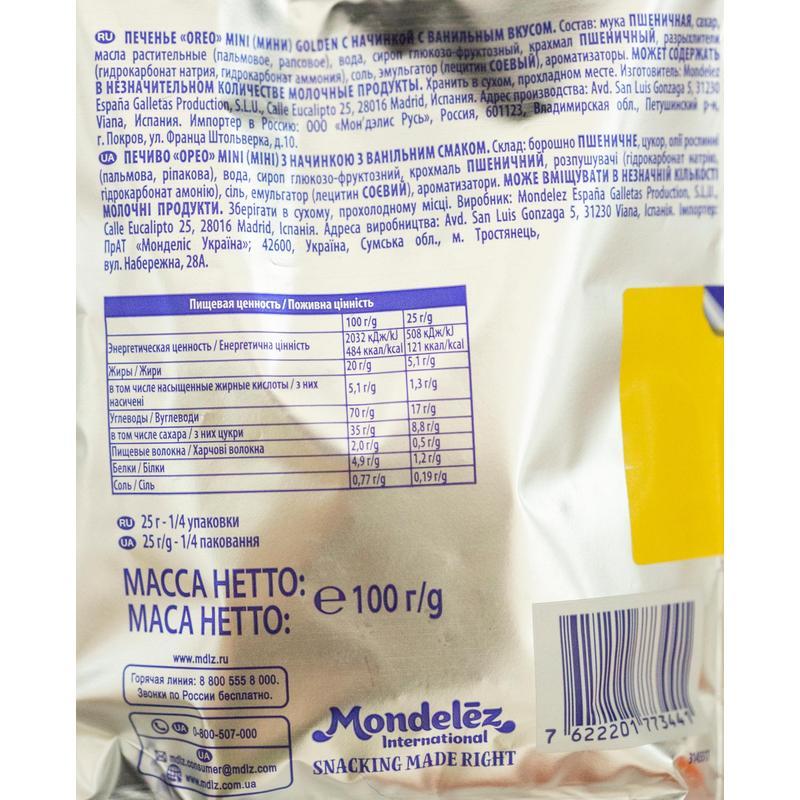 RU ПЕЧЕНЬЕ «OREO» MINI (МИНИ) GOLDEN С НАЧИНКОЙ С ВАНИЛЬНЫМ ВКУСОМ. Состав: мука ПШЕНИЧНАЯ, сахар,
масла растительные (пальмовое, рапсовое), вода, сироп глюкозо-фруктозный, крахмал ПШЕНИЧНЫЙ, разрыхлители
(гидрокарбонат натрия, гидрокарбонат аммония), соль, эмульгатор (лецитин СОЕВЫЙ), ароматизаторы. МОЖЕТ СОДЕРЖАТЬ
В НЕЗНАЧИТЕЛЬНОМ КОЛИЧЕСТВЕ МОЛОЧНЫЕ ПРОДУКТЫ. Хранить в сухом, прохладном месте. Изготовитель: Mondelez
España Galletas Production, S.L.U., Calle Eucalipto 25, 28016 Madrid, Испания. Адрес производства: Avd. San Luis Gonzaga 5, 31230
Viana, Испания. Импортер в Россию: ООО «Мон'дэлис Русь», Россия, 601123, Владимирская обл., Петушинский р-н,
г. Покров, ул. Франца Штольверка, д.10.
UA ПЕЧИВО «ОРЕО» MINI (МІНІ) З НАЧИНКОЮ З ВАНІЛЬНИМ СМАКОМ. Склад: борошно ПШЕНИЧНЕ, цукор, олії рослинні
(пальмова, ріпакова), вода, сироп глюкозо-фруктозний, крохмаль ПШЕНИЧНИЙ, розпушувачі (гідрокарбонат натрію,
гідрокарбонат амонію), сіль, емульгатор (лецитин СОЄВИЙ), ароматизатори. МОЖЕ ВМІЩУВАТИ В НЕЗНАЧНІЙ КІЛЬКОСТІ
МОЛОЧНІ ПРОДУКТИ. Зберігати в сухому, прохолодному місці. Виробник: Mondelez España Galletas Production, S.L.U.,
Calle Eucalipto 25, 28016 Madrid, Іспанія. Адреса виробництва: Avd. San Luis Gonzaga 5, 31230 Viana, Іспанія. Імпортер:
ПрАТ «Монделіс Україна»; 42600, Україна, Сумська обл., м. Тростянець,
вул. Набережна, 28А.
Пищевая ценность / Поживна цінність
100 г/g 25 г/g
Энергетическая ценность / Енергетична цінність 2032 кДж/kJ 508 кДж/kJ
484 ккал/kcal 121 ккал/kcal
Жиры / Жири 20 г/g 5,1 г/g
в том числе насыщенные жирные кислоты / з них
насичені 5,1 г/g 1,3 г/g
Углеводы / Вуглеводи 70 г/g 17 г/g
в том числе сахара / з них цукри 35 г/g 8,8 г/g
Пищевые волокна / Харчові волокна 2,0 г/g 0,5 г/g
Белки / Білки 4,9 г/g 1,2 г/g
Соль / Сіль 0,77 г/g 0,19 г/g
RU 25 г - 1/4 упаковки
UA 25 г/g - 1/4 паковання
МАССА НЕТТО:
МАСА НЕТТО:
℮ 100 г/g
www.mdlz.ru
Горячая линия: 8 800 555 8 000.
Звонки по России бесплатно.
UA 0-800-507-000
UA
mdlz.consumer@mdlz.com
www.mdlz.com.ua
Mondelēz
International
SNACKING MADE RIGHT
7 622201 773441